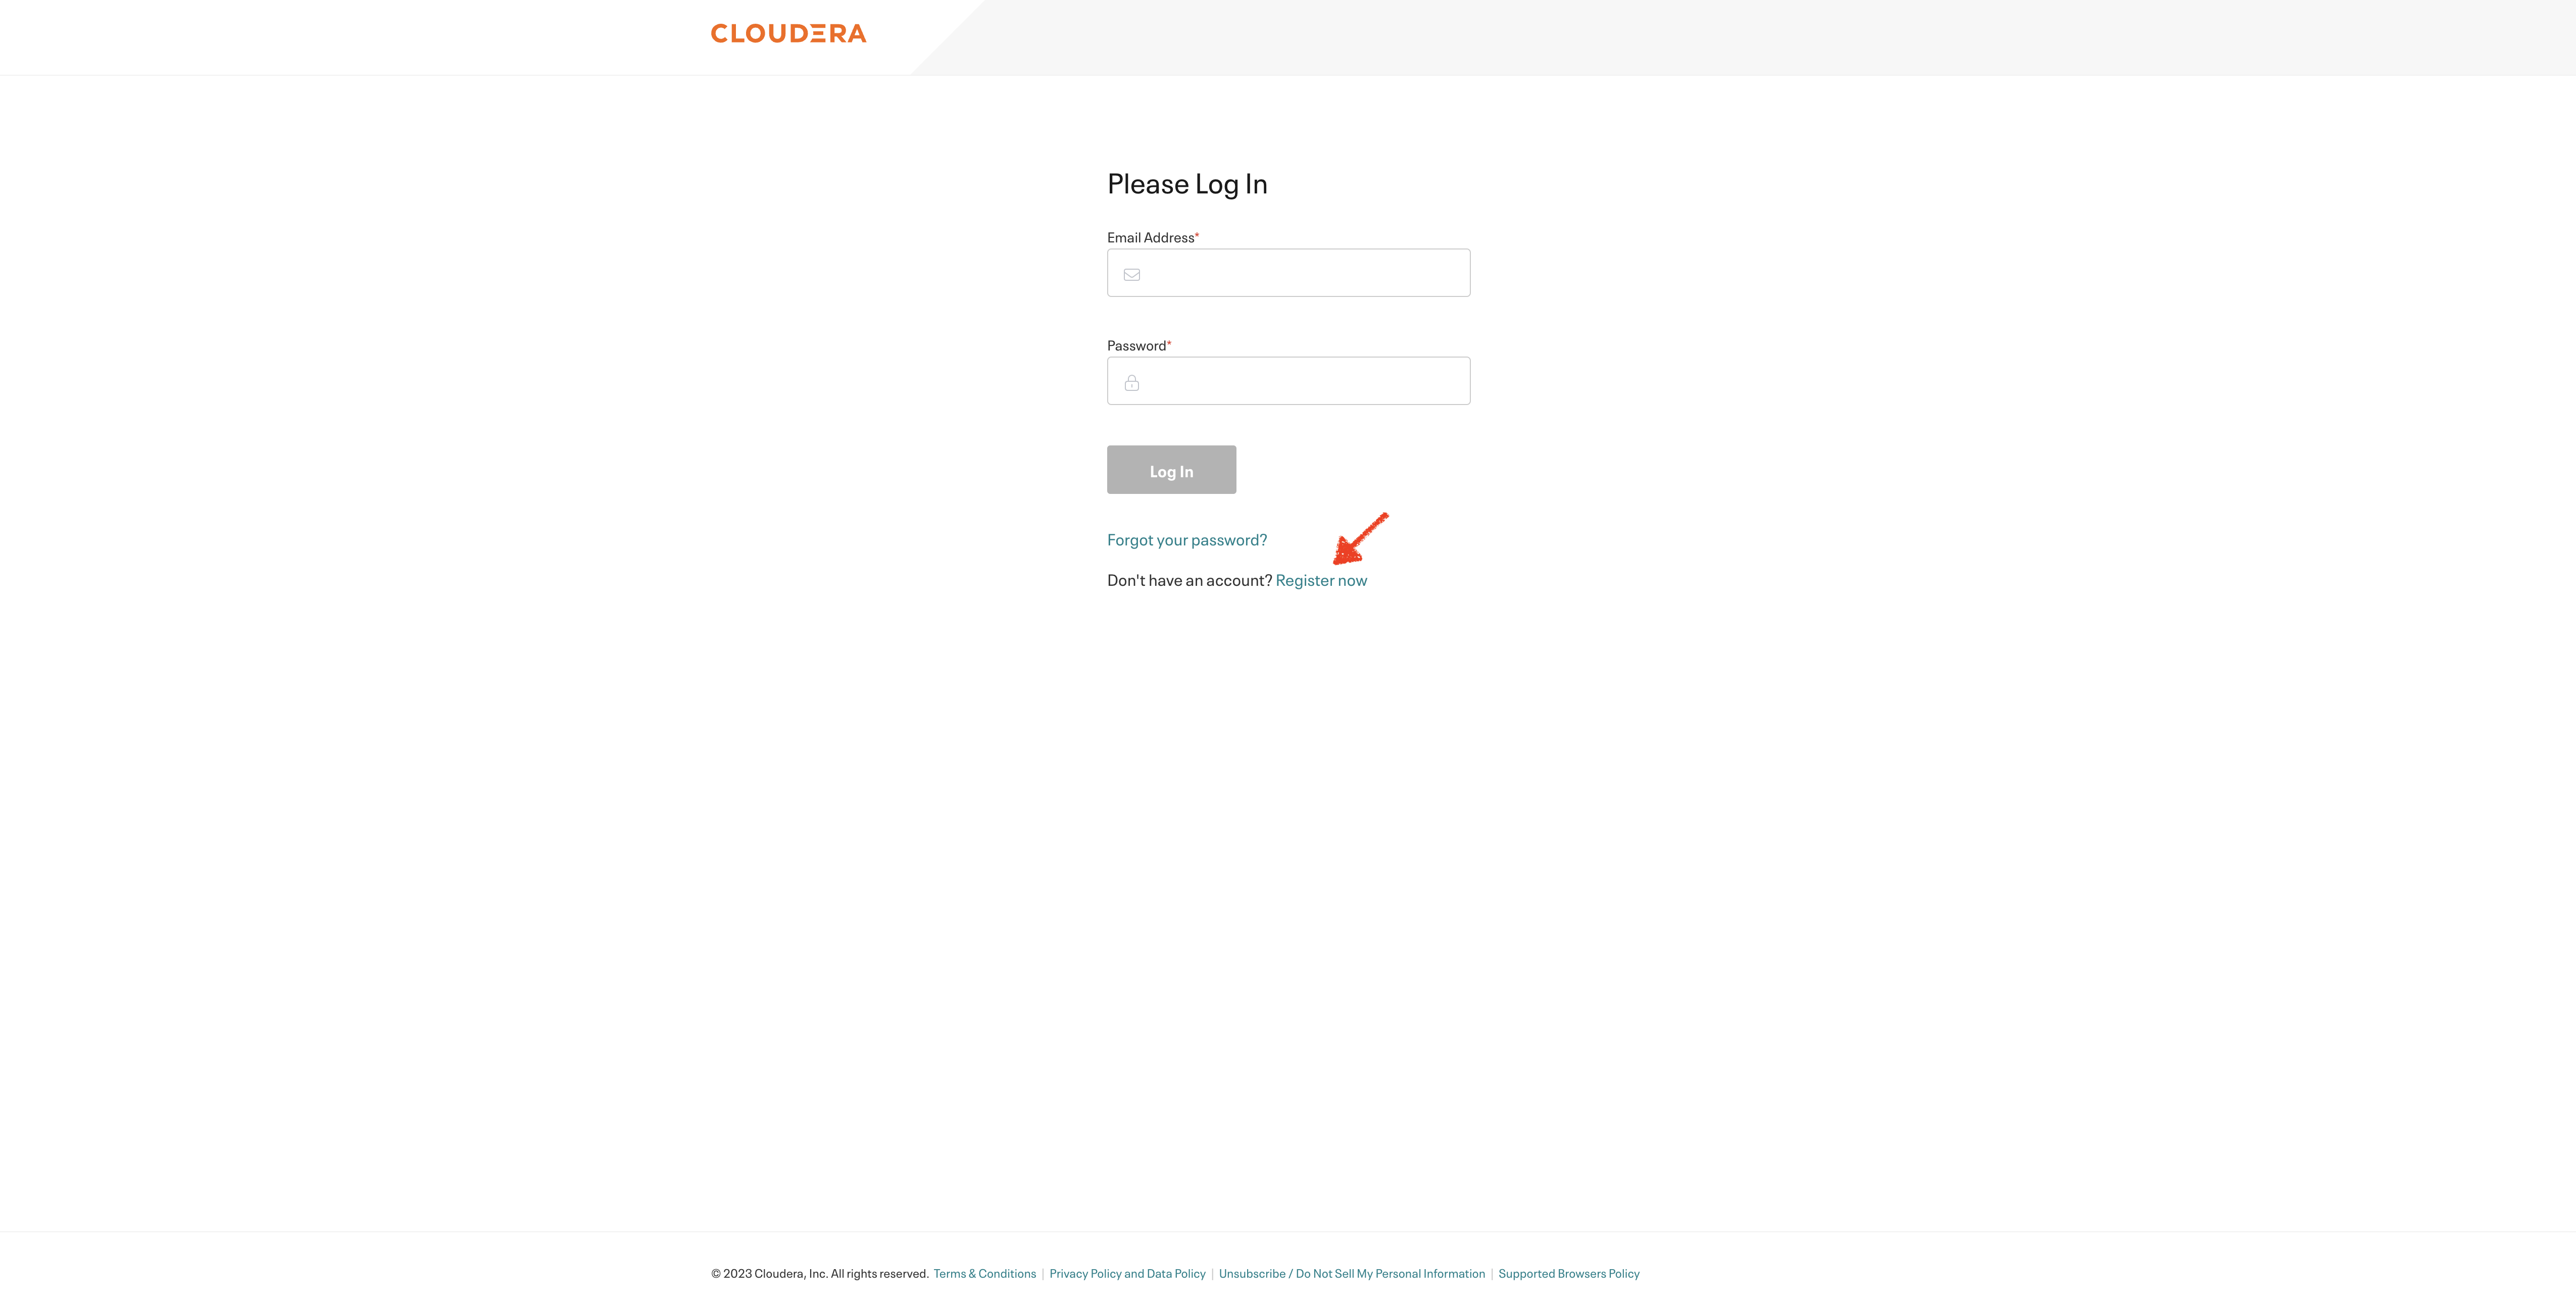 CLOUDERA
Please Log In
Email Address*
Password*
Log In
Forgot your password?
Don't have an account? Register now
© 2023 Cloudera, Inc. All rights reserved. Terms & Conditions | Privacy Policy and Data Policy | Unsubscribe / Do Not Sell My Personal Information | Supported Browsers Policy